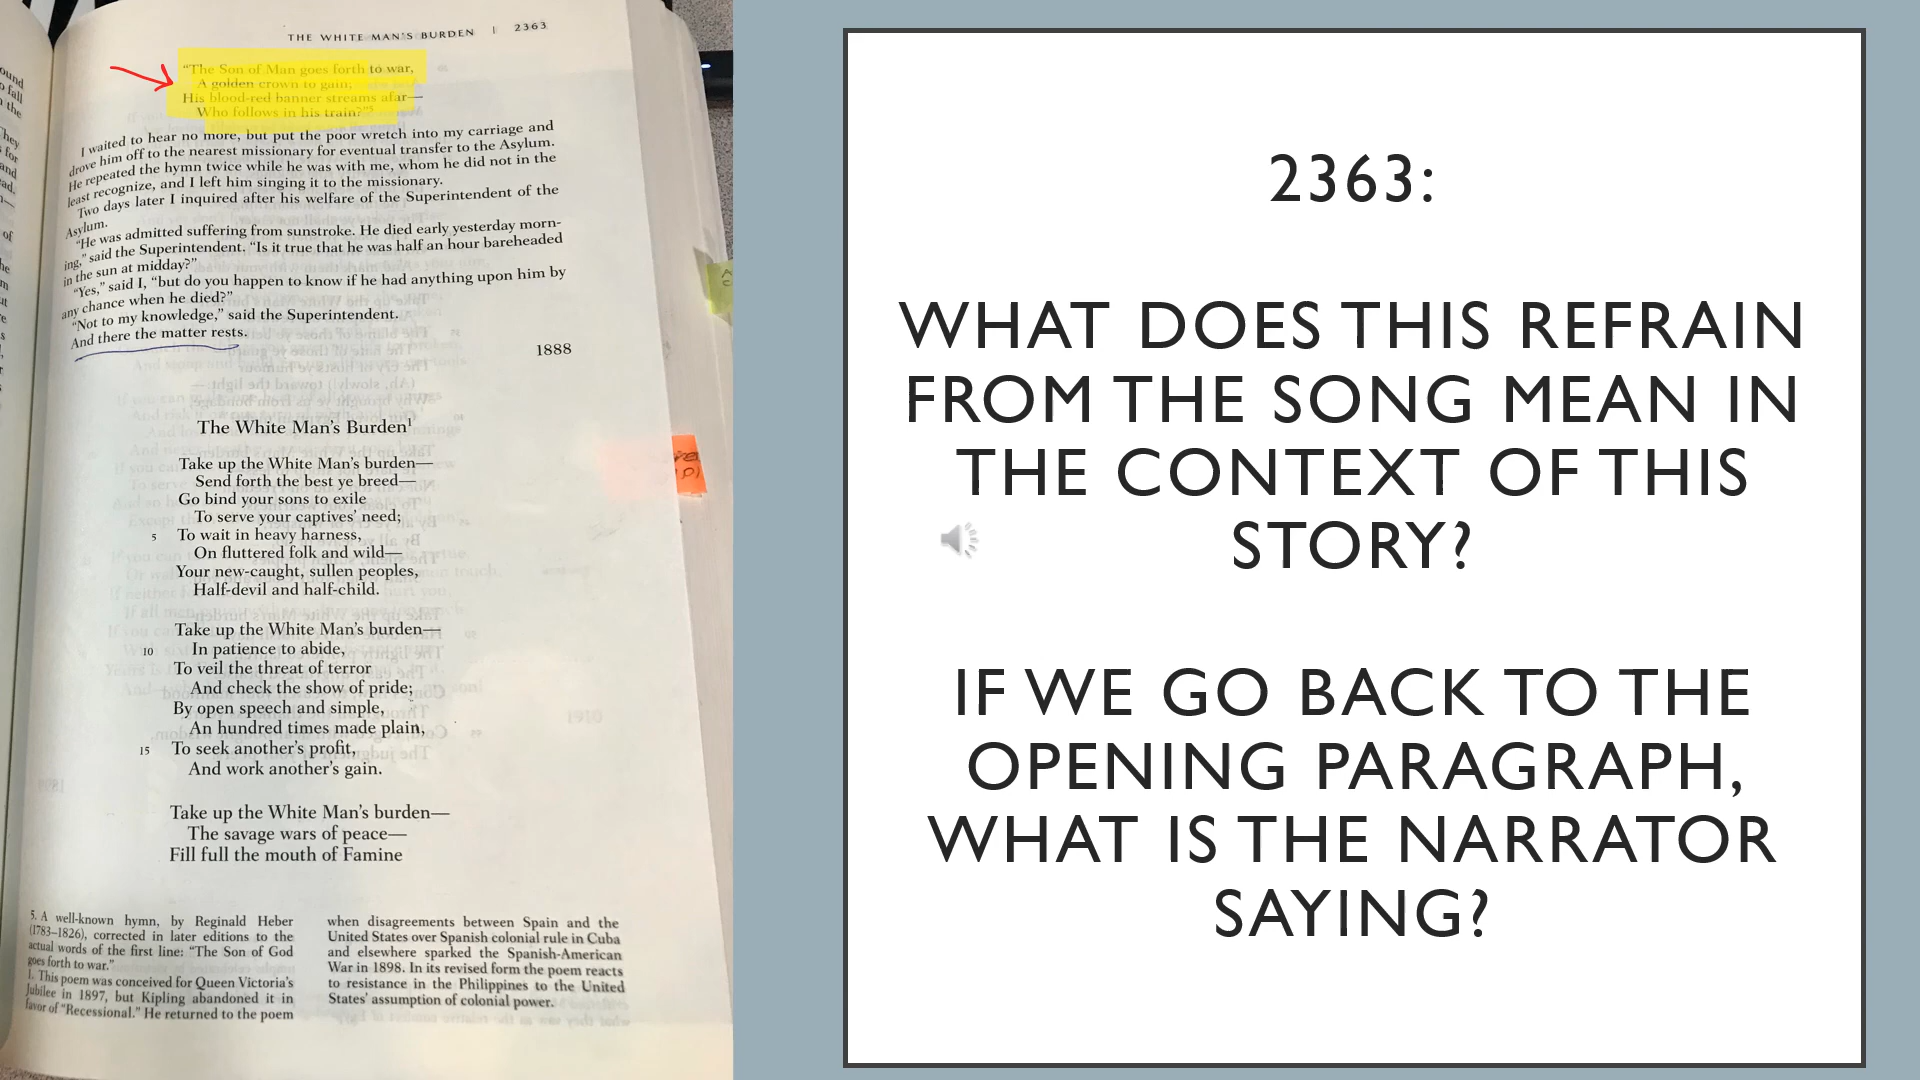 THE WHITE MAN'S BURDEN | 2363
"The Son of Man goes forth to war,
A golden crown to gain;
His blood-red banner streams afar—
Who follows in his train?"5
I waited to hear no more, but put the poor wretch into my carriage and
drove him off to the nearest missionary for eventual transfer to the Asylum.
He repeated the hymn twice while he was with me, whom he did not in the
least recognize, and I left him singing it to the missionary.
Two days later I inquired after his welfare of the Superintendent of the
Asylum.
"He was admitted suffering from sunstroke. He died early yesterday morn-
ing," said the Superintendent. "Is it true that he was half an hour bareheaded
in the sun at midday?"
"Yes," said I, "but do you happen to know if he had anything upon him by
any chance when he died?"
"Not to my knowledge," said the Superintendent.
And there the matter rests.
1888
The White Man's Burden1
Take up the White Man's burden—
Send forth the best ye breed—
Go bind your sons to exile
To serve your captives' need;
5 To wait in heavy harness,
On fluttered folk and wild—
Your new-caught, sullen peoples,
Half-devil and half-child.
Take up the White Man's burden—
10 In patience to abide,
To veil the threat of terror
And check the show of pride;
By open speech and simple,
An hundred times made plain,
15 To seek another's profit,
And work another's gain.
Take up the White Man's burden—
The savage wars of peace—
Fill full the mouth of Famine
5. A well-known hymn, by Reginald Heber
(1783–1826), corrected in later editions to the
actual words of the first line: "The Son of God
goes forth to war."
1. This poem was conceived for Queen Victoria's
Jubilee in 1897, but Kipling abandoned it in
favor of "Recessional." He returned to the poem
when disagreements between Spain and the
United States over Spanish colonial rule in Cuba
and elsewhere sparked the Spanish-American
War in 1898. In its revised form the poem reacts
to resistance in the Philippines to the United
States' assumption of colonial power.
2363:
WHAT DOES THIS REFRAIN
FROM THE SONG MEAN IN
THE CONTEXT OF THIS
STORY?
IF WE GO BACK TO THE
OPENING PARAGRAPH,
WHAT IS THE NARRATOR
SAYING?